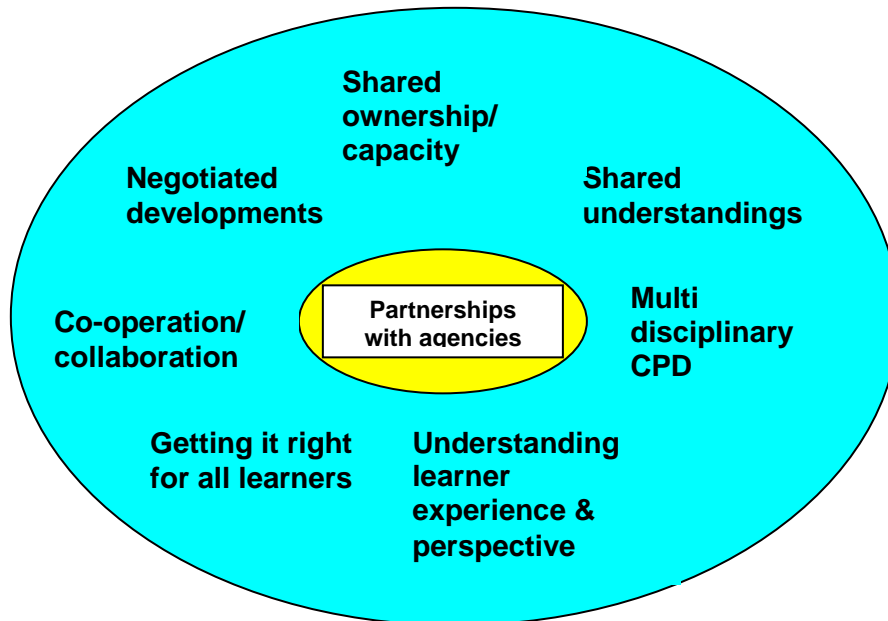 Shared
ownership/
capacity
Negotiated
developments
Shared
understandings
Co-operation/
collaboration
Partnerships
with agencies
Multi
disciplinary
CPD
Getting it right
for all learners
Understanding
learner
experience &
perspective